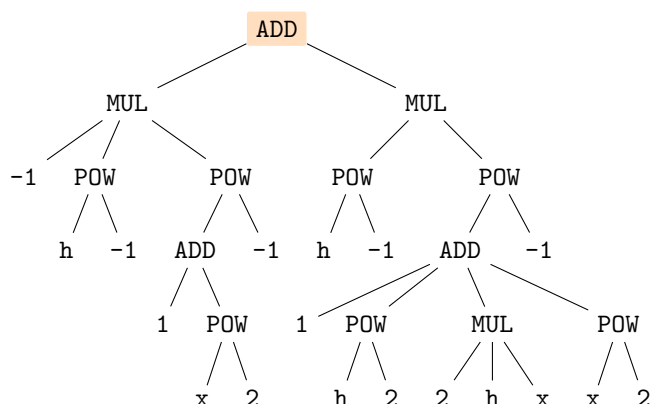 ADD
MUL MUL
-1 POW POW POW POW
h -1 ADD -1 h -1 ADD -1
1 POW 1 POW MUL POW
x 2 h 2 2 h x x 2